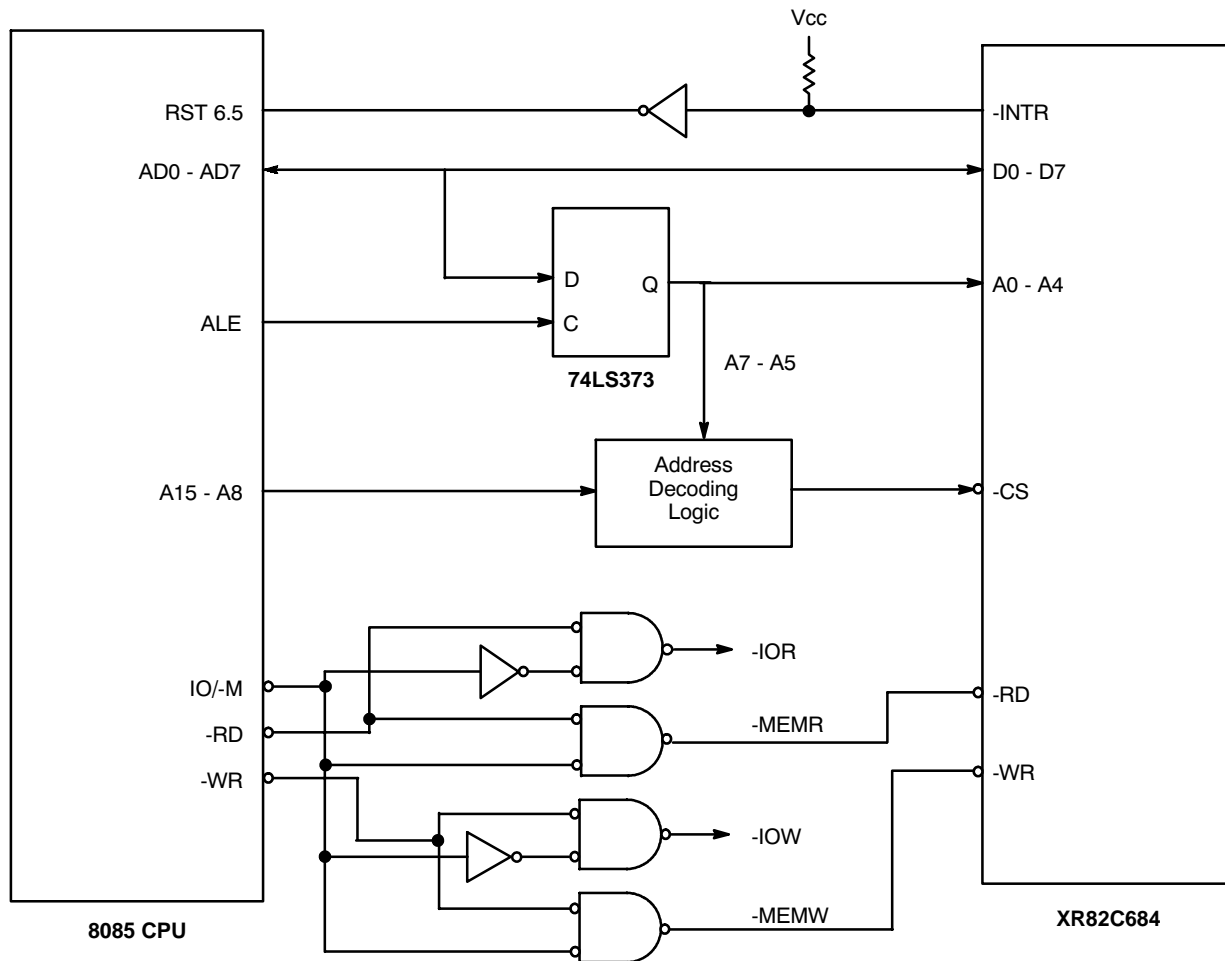 Vcc
RST 6.5
-INTR
AD0 - AD7
D0 - D7
D
Q
A0 - A4
ALE
C
A7 - A5
74LS373
Address
Decoding
Logic
A15 - A8
-CS
-IOR
IO/-M
-RD
-MEMR
-RD
-WR
-WR
-IOW
-MEMW
8085 CPU
XR82C684